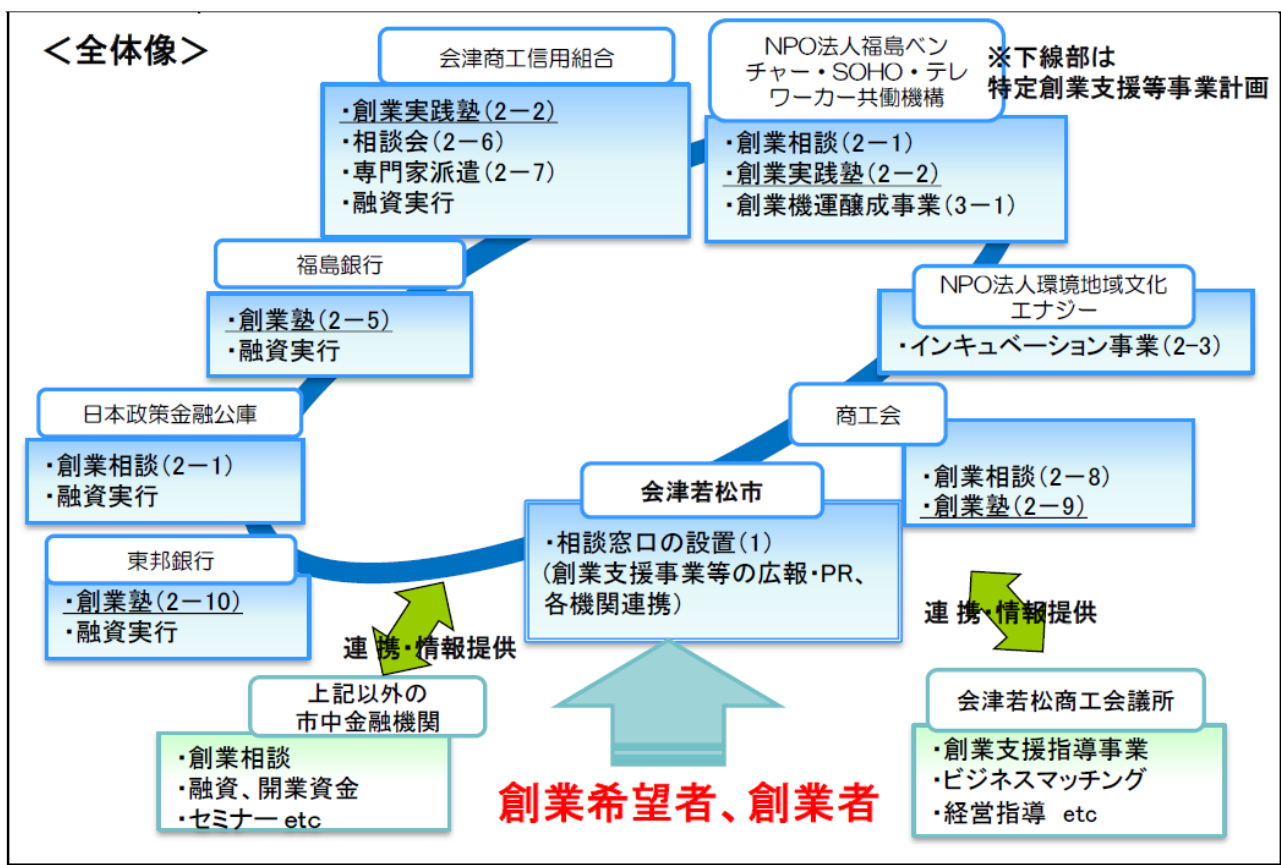 <全体像>
会津商工信用組合
・創業実践塾(2-2)
・相談会(2-6)
・専門家派遣(2-7)
・融資実行
NPO法人福島ベン
チャー・SOHO・テレ
ワーカー共働機構
・創業相談(2-1)
・創業実践塾(2-2)
・創業機運醸成事業(3-1)
※下線部は
特定創業支援等事業計画
福島銀行
・創業塾(2-5)
・融資実行
NPO法人環境地域文化
エナジー
・インキュベーション事業(2-3)
日本政策金融公庫
・創業相談(2-1)
・融資実行
商工会
・創業相談(2-8)
・創業塾(2-9)
会津若松市
・相談窓口の設置(1)
(創業支援事業等の広報・PR、
各機関連携)
東邦銀行
・創業塾(2-10)
・融資実行
連 携・情報提供
連 携・情報提供
上記以外の
市中金融機関
・創業相談
・融資、開業資金
・セミナー etc
創業希望者、創業者
会津若松商工会議所
・創業支援指導事業
・ビジネスマッチング
・経営指導 etc